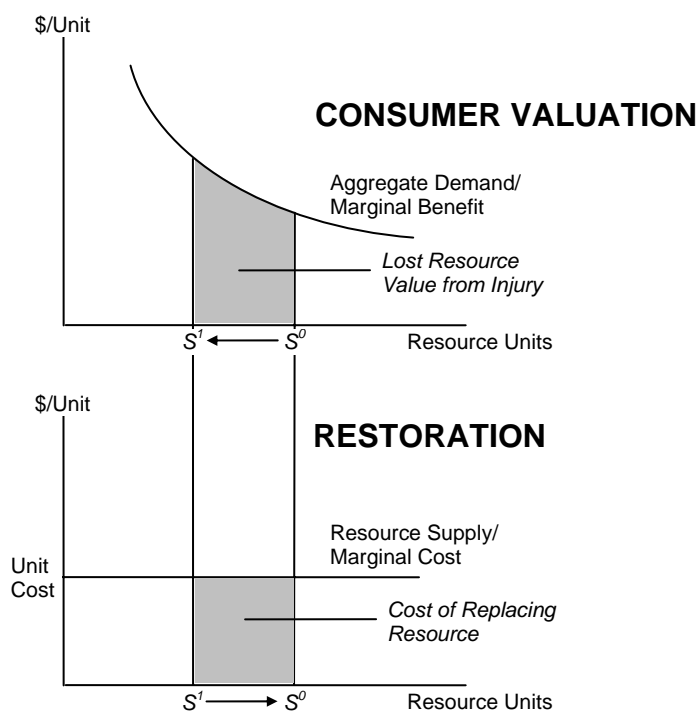 $/Unit
CONSUMER VALUATION
Aggregate Demand/
Marginal Benefit
Lost Resource
Value from Injury
S¹ S⁰ Resource Units
$/Unit
RESTORATION
Resource Supply/
Marginal Cost
Unit
Cost
Cost of Replacing
Resource
S¹ S⁰ Resource Units